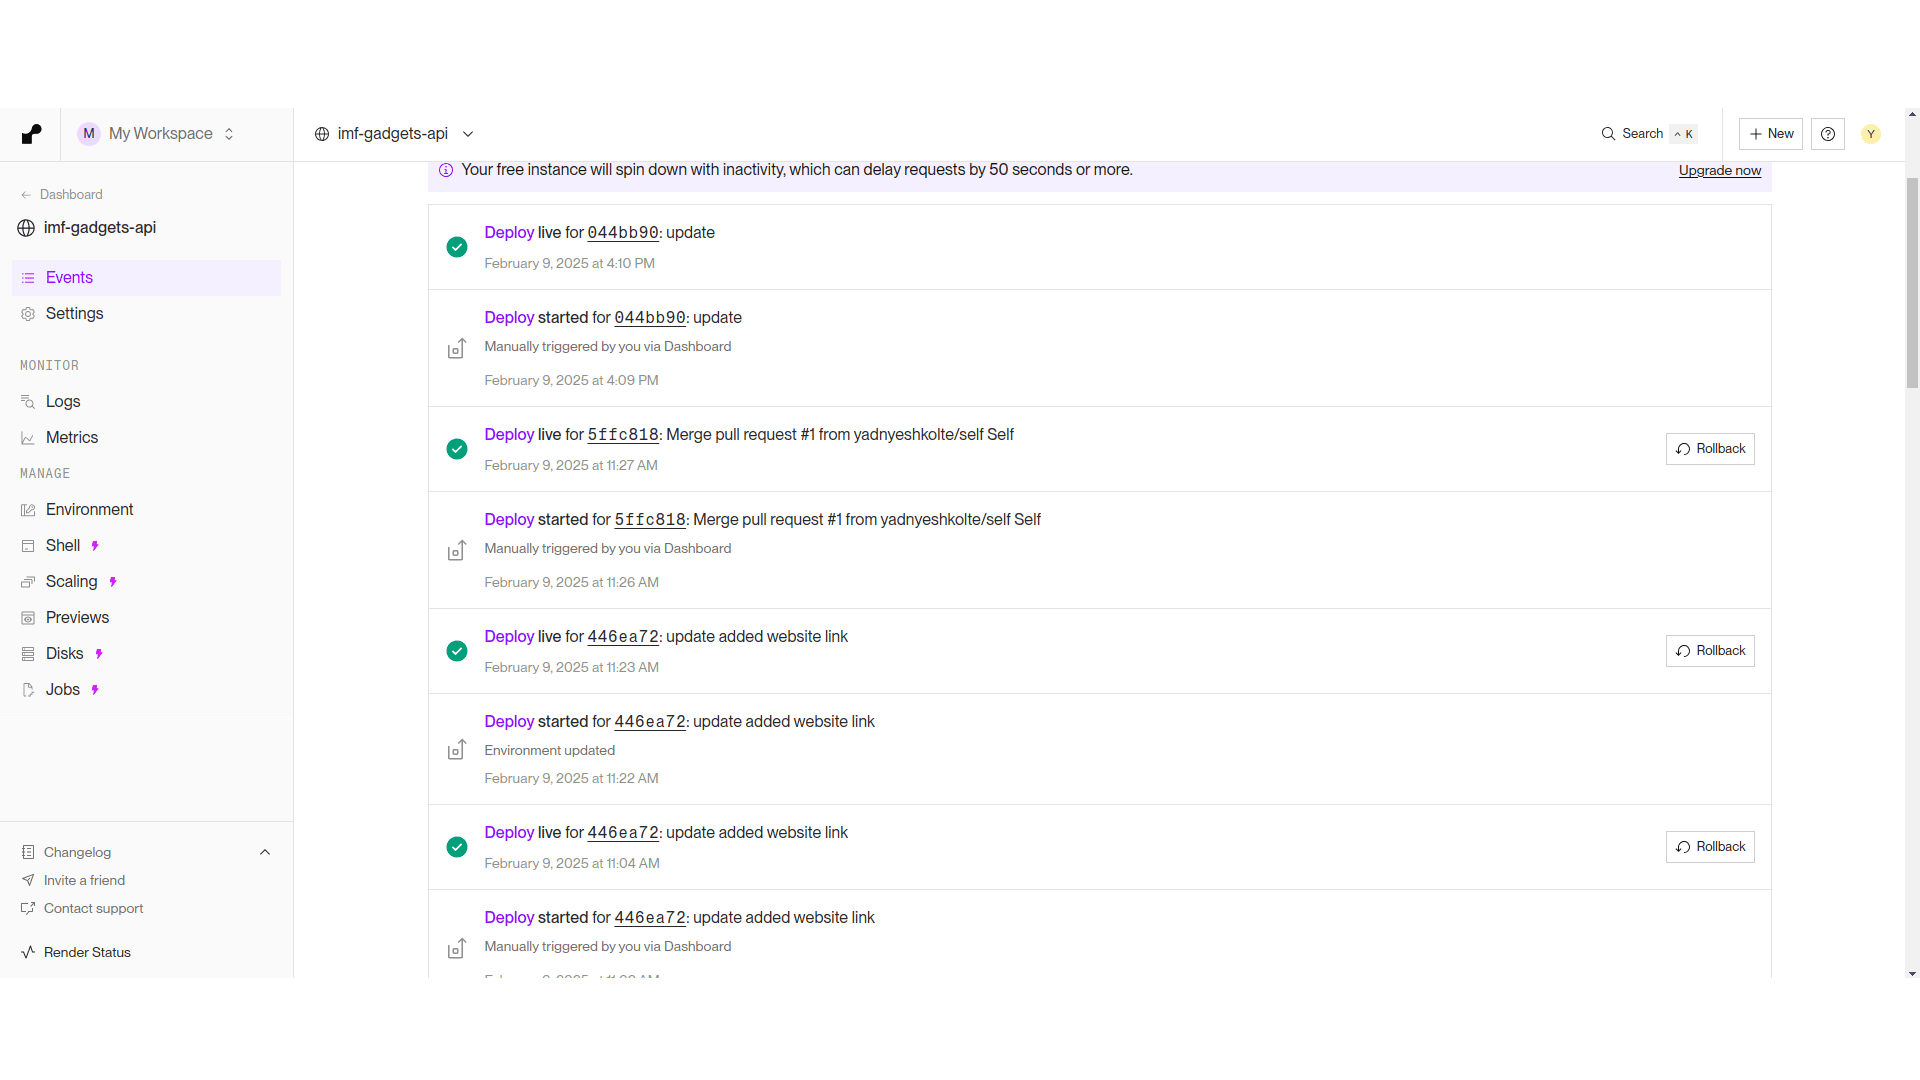 M My Workspace
imf-gadgets-api
Search ^ K
+ New
Y
← Dashboard
imf-gadgets-api
Events
Settings
MONITOR
Logs
Metrics
MANAGE
Environment
Shell
Scaling
Previews
Disks
Jobs
Changelog
Invite a friend
Contact support
Render Status
Your free instance will spin down with inactivity, which can delay requests by 50 seconds or more.
Upgrade now
Deploy live for 044bb90: update
February 9, 2025 at 4:10 PM
Deploy started for 044bb90: update
Manually triggered by you via Dashboard
February 9, 2025 at 4:09 PM
Deploy live for 5ffc818: Merge pull request #1 from yadnyeshkolte/self Self
February 9, 2025 at 11:27 AM
Rollback
Deploy started for 5ffc818: Merge pull request #1 from yadnyeshkolte/self Self
Manually triggered by you via Dashboard
February 9, 2025 at 11:26 AM
Deploy live for 446ea72: update added website link
February 9, 2025 at 11:23 AM
Rollback
Deploy started for 446ea72: update added website link
Environment updated
February 9, 2025 at 11:22 AM
Deploy live for 446ea72: update added website link
February 9, 2025 at 11:04 AM
Rollback
Deploy started for 446ea72: update added website link
Manually triggered by you via Dashboard